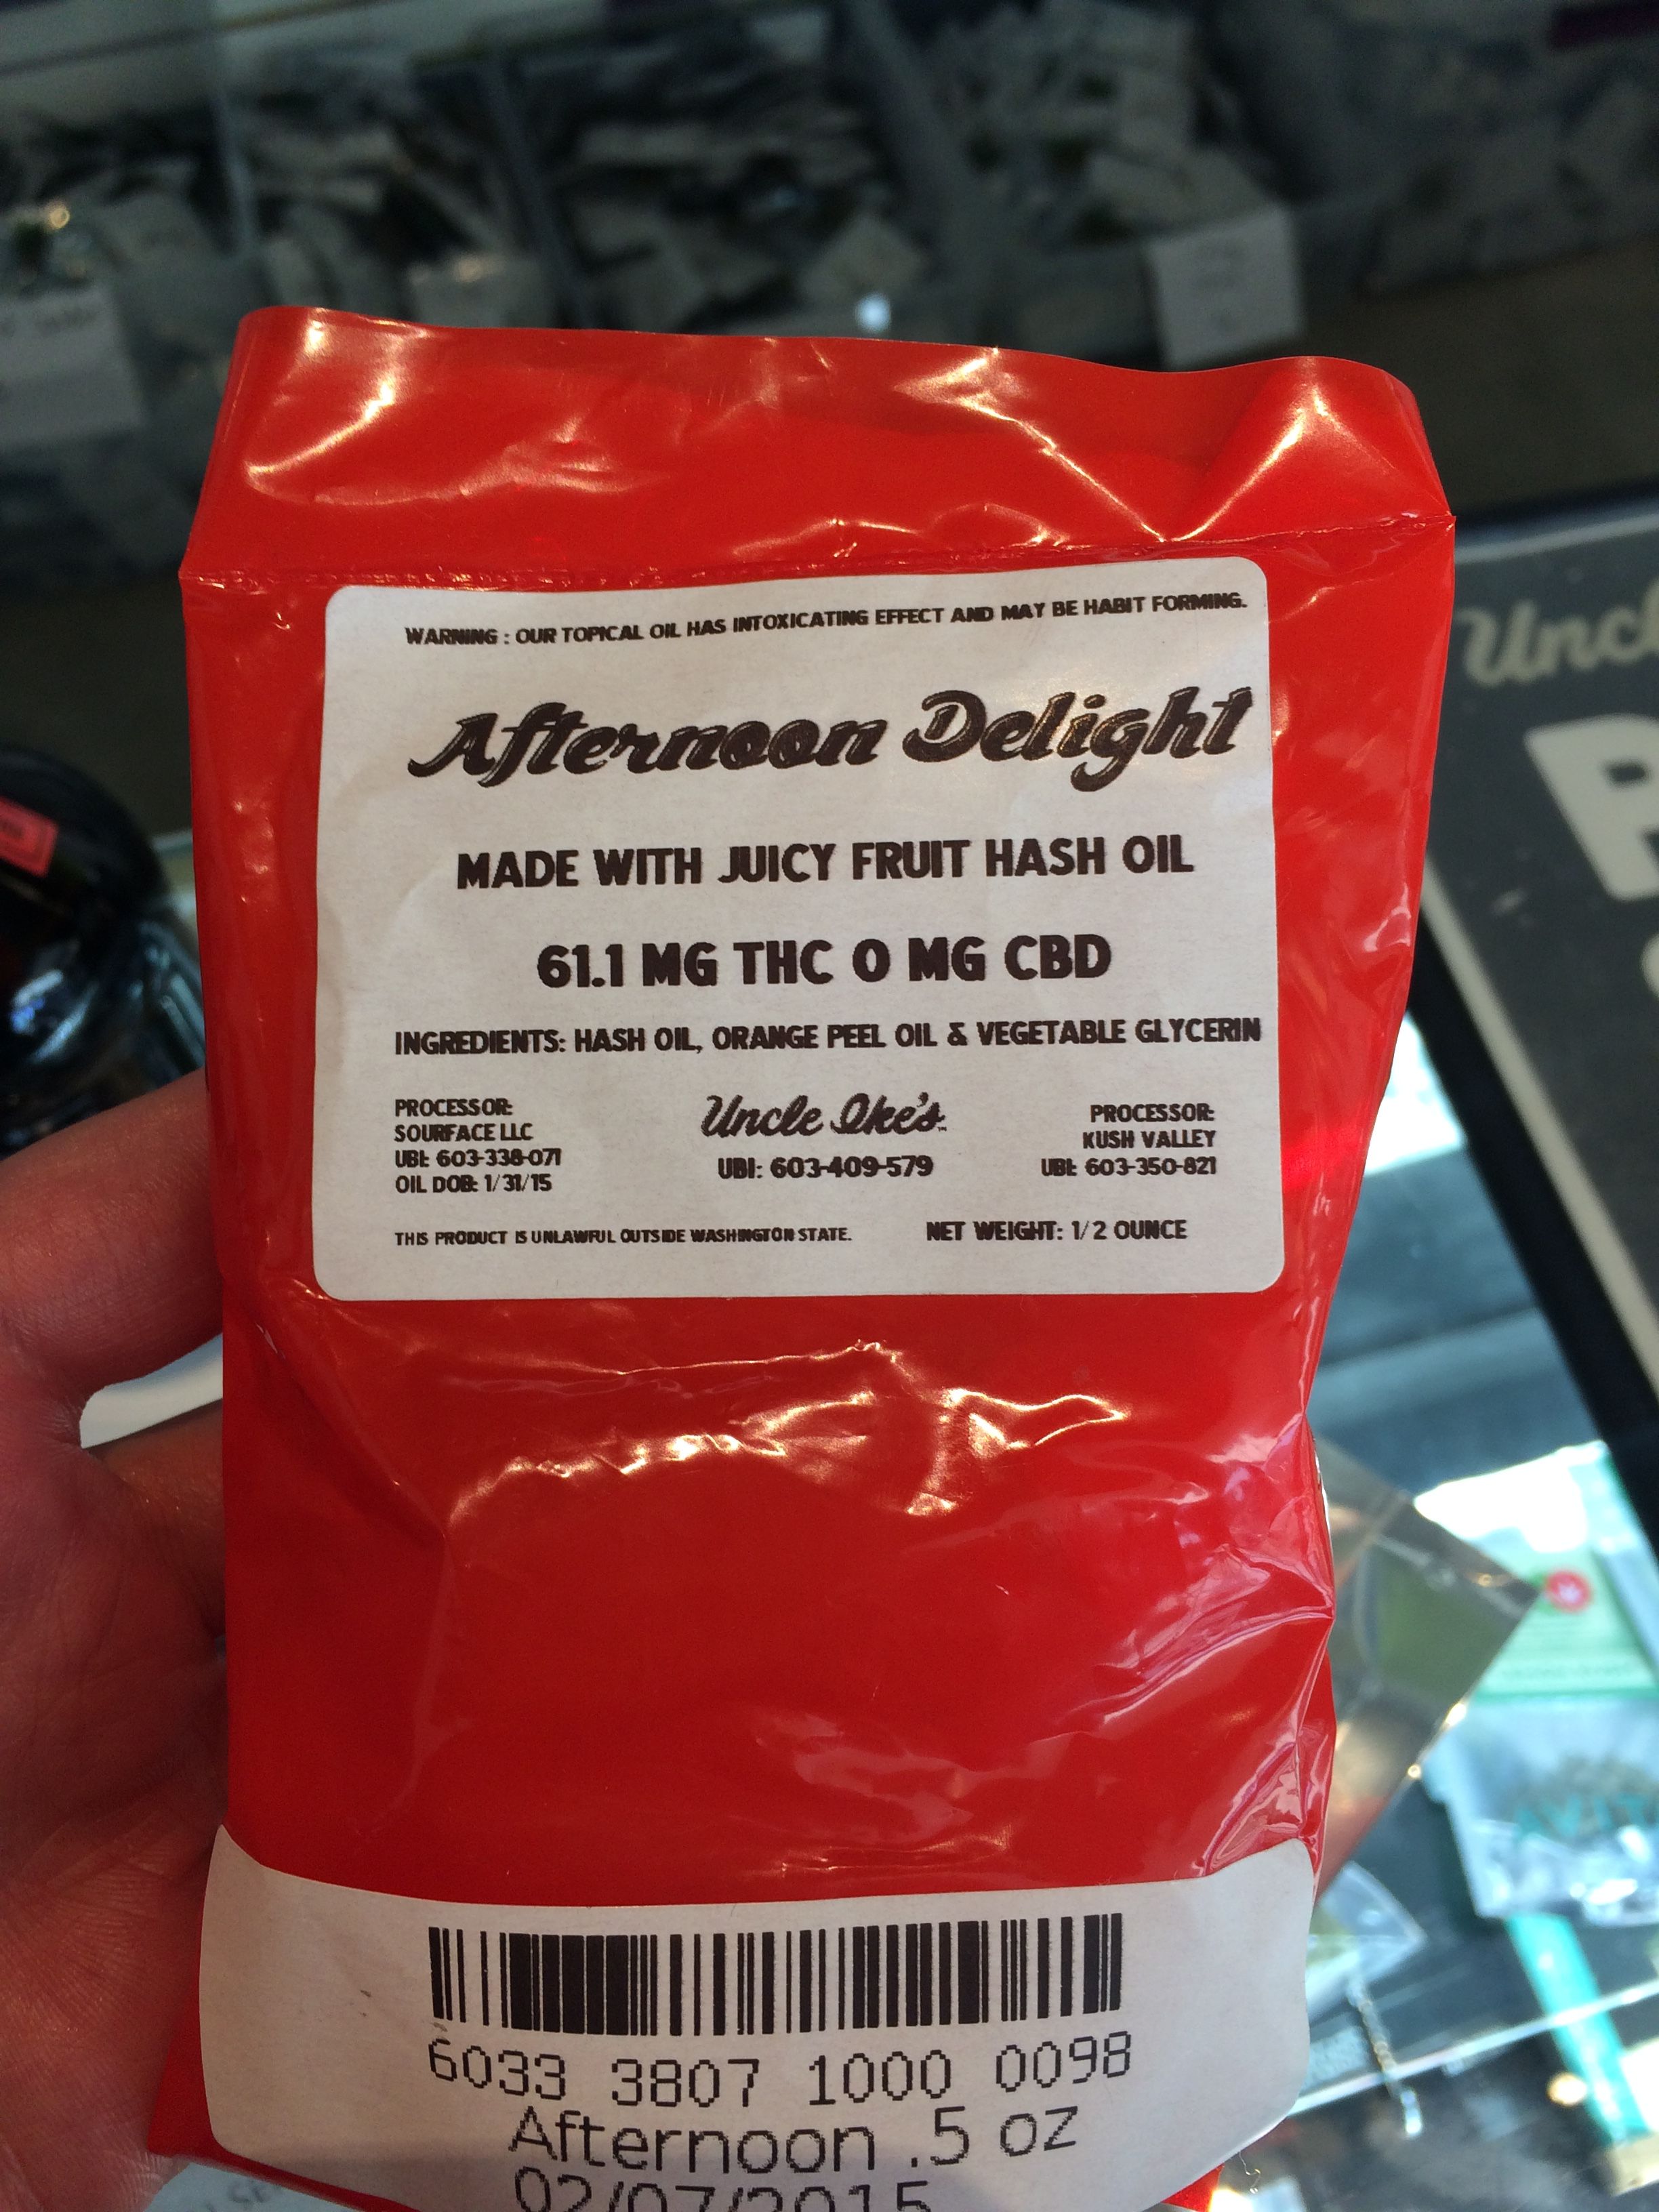 WARNING : OUR TOPICAL OIL HAS INTOXICATING EFFECT AND MAY BE HABIT FORMING.
Afternoon Delight
MADE WITH JUICY FRUIT HASH OIL
61.1 MG THC 0 MG CBD
INGREDIENTS: HASH OIL, ORANGE PEEL OIL & VEGETABLE GLYCERIN
PROCESSOR:
SOURFACE LLC
UBI: 603-338-071
OIL DOB: 1/31/15
Uncle Ike's
UBI: 603-409-579
PROCESSOR:
KUSH VALLEY
UBI: 603-350-821
THIS PRODUCT IS UNLAWFUL OUTSIDE WASHINGTON STATE.
NET WEIGHT: 1/2 OUNCE
6033 3807 1000 0098
Afternoon .5 oz
02/07/2015
Uncl